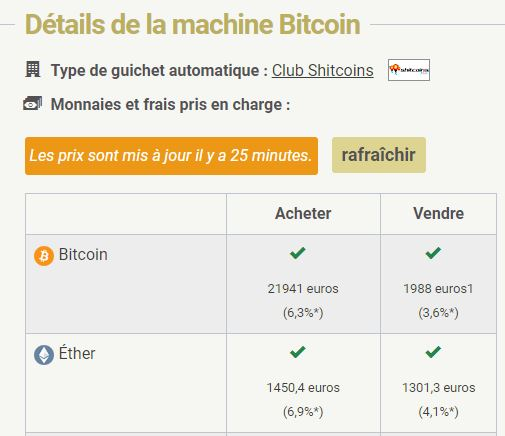 Détails de la machine Bitcoin
Type de guichet automatique : Club Shitcoins
Monnaies et frais pris en charge :
Les prix sont mis à jour il y a 25 minutes. rafraîchir
Acheter Vendre
Bitcoin
21941 euros 1988 euros1
(6,3%*) (3,6%*)
Éther
1450,4 euros 1301,3 euros
(6,9%*) (4,1%*)